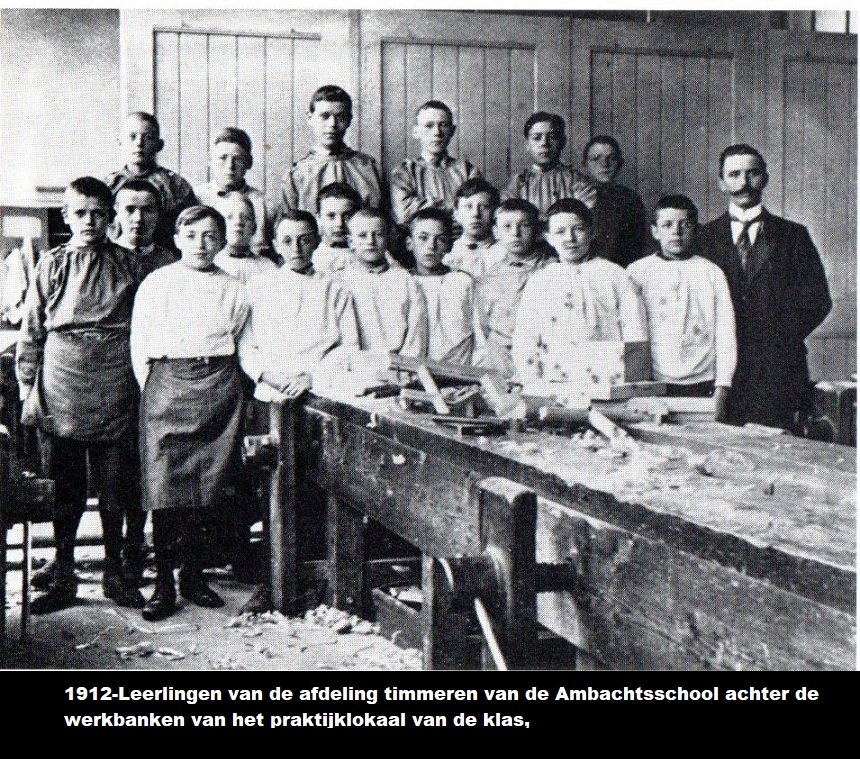 1912-Leerlingen van de afdeling timmeren van de Ambachtsschool achter de
werkbanken van het praktijklokaal van de klas,